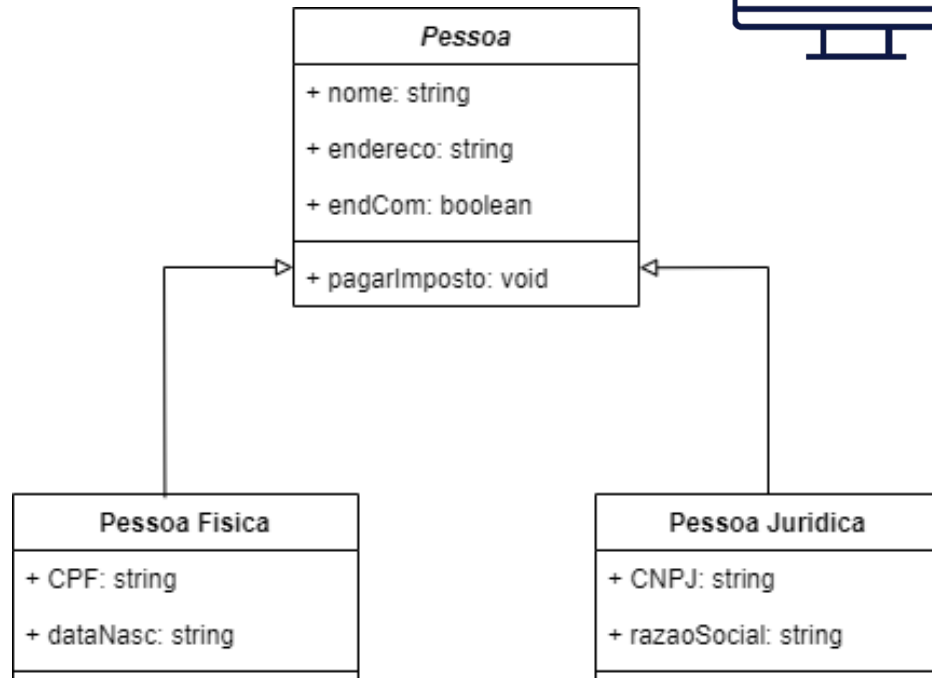 Pessoa
+ nome: string
+ endereco: string
+ endCom: boolean
+ pagarImposto: void
Pessoa Fisica
+ CPF: string
+ dataNasc: string
Pessoa Juridica
+ CNPJ: string
+ razaoSocial: string